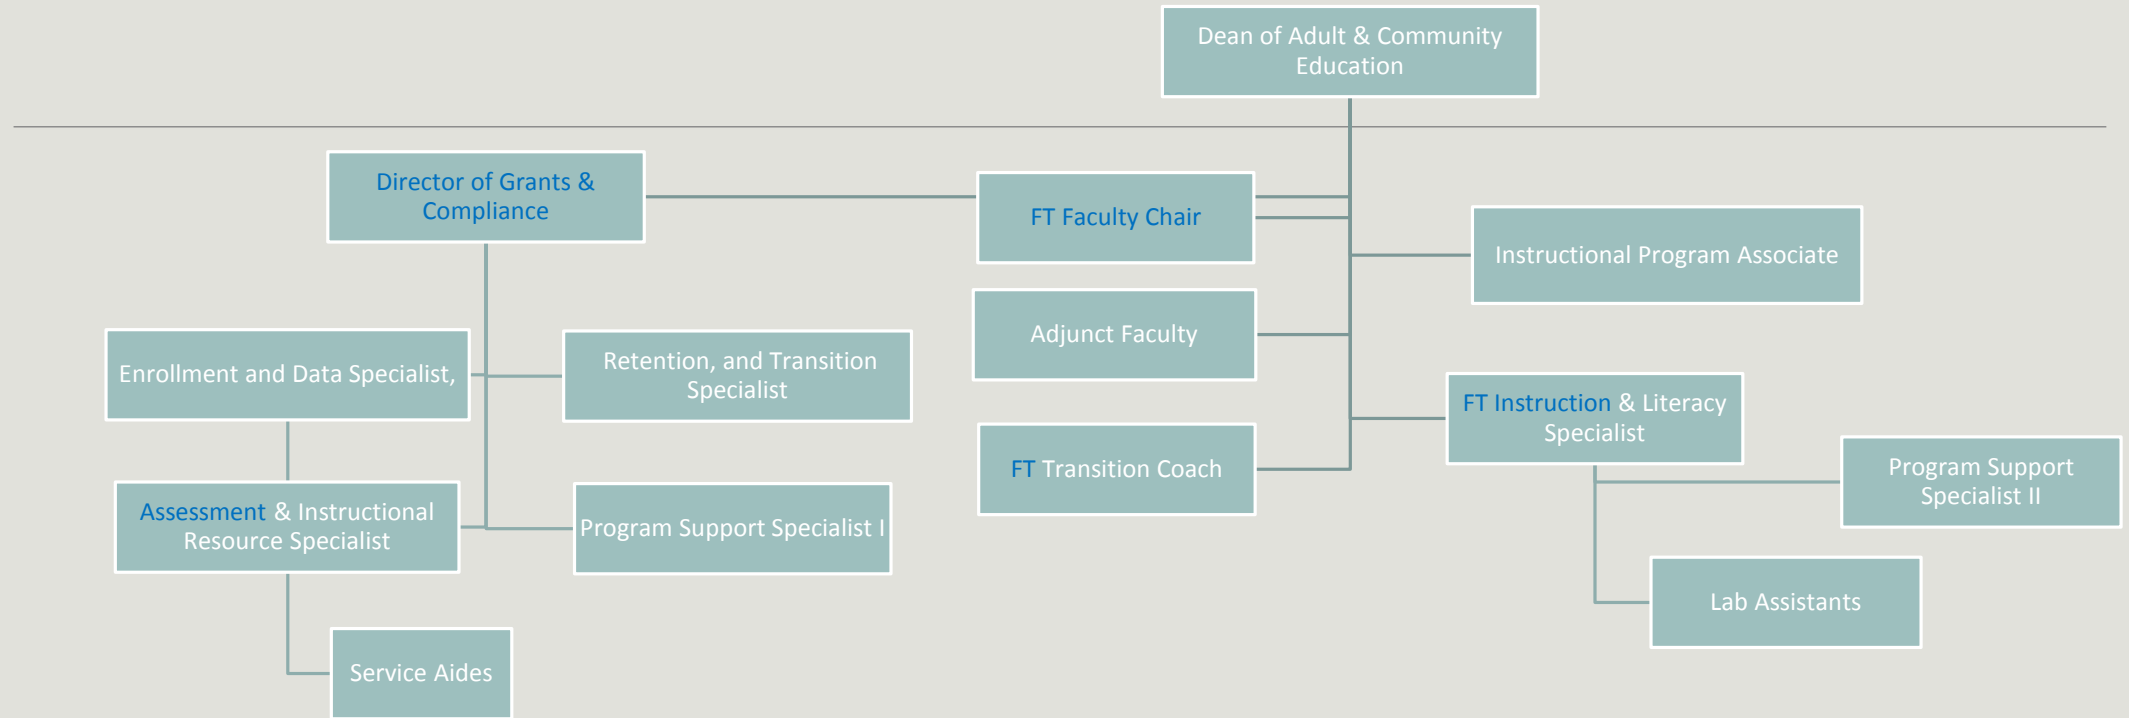 Dean of Adult & Community
Education
Director of Grants &
Compliance
FT Faculty Chair
Instructional Program Associate
Adjunct Faculty
Enrollment and Data Specialist,
Retention, and Transition
Specialist
FT Instruction & Literacy
Specialist
FT Transition Coach
Program Support
Specialist II
Assessment & Instructional
Resource Specialist
Program Support Specialist I
Lab Assistants
Service Aides